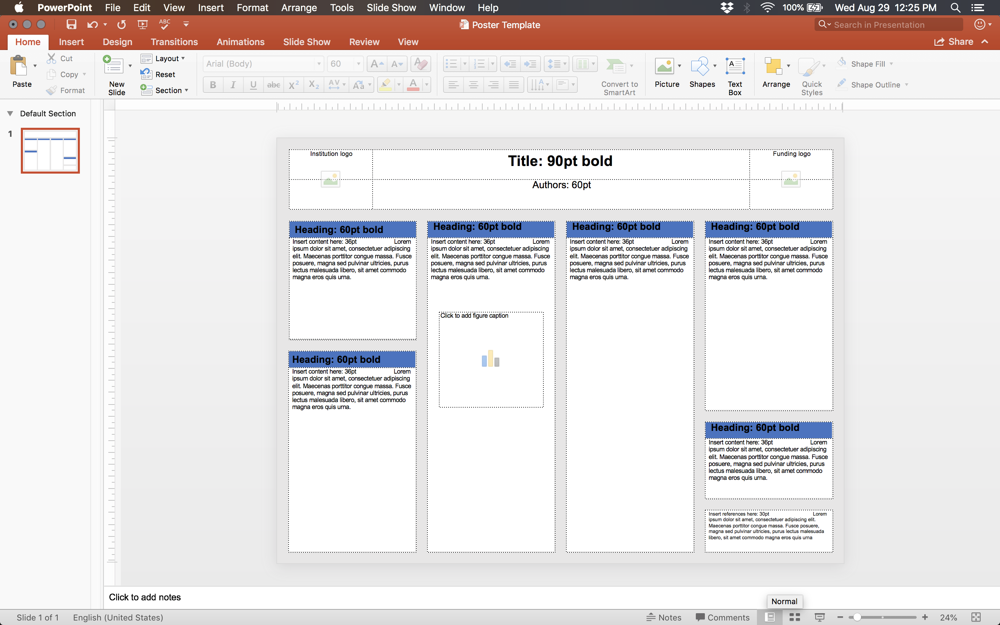 PowerPoint File Edit View Insert Format Arrange Tools Slide Show Window Help 100% Wed Aug 29 12:25 PM
ABC Poster Template Search in Presentation
Home Insert Design Transitions Animations Slide Show Review View Share
Paste
Cut
Copy
Format
New
Slide
Layout
Reset
Section
Arial (Body) 60
B I U abc X² X₂ AV Aa A
Convert to
SmartArt
Picture
Shapes
Text
Box
Arrange
Quick
Styles
Shape Fill
Shape Outline
Default Section
1
Institution logo
Title: 90pt bold
Authors: 60pt
Funding logo
Heading: 60pt bold
Insert content here: 36pt Lorem
ipsum dolor sit amet, consectetuer adipiscing
elit. Maecenas porttitor congue massa. Fusce
posuere, magna sed pulvinar ultricies, purus
lectus malesuada libero, sit amet commodo
magna eros quis urna.
Heading: 60pt bold
Insert content here: 36pt Lorem
ipsum dolor sit amet, consectetuer adipiscing
elit. Maecenas porttitor congue massa. Fusce
posuere, magna sed pulvinar ultricies, purus
lectus malesuada libero, sit amet commodo
magna eros quis urna.
Heading: 60pt bold
Insert content here: 36pt Lorem
ipsum dolor sit amet, consectetuer adipiscing
elit. Maecenas porttitor congue massa. Fusce
posuere, magna sed pulvinar ultricies, purus
lectus malesuada libero, sit amet commodo
magna eros quis urna.
Click to add figure caption
Heading: 60pt bold
Insert content here: 36pt Lorem
ipsum dolor sit amet, consectetuer adipiscing
elit. Maecenas porttitor congue massa. Fusce
posuere, magna sed pulvinar ultricies, purus
lectus malesuada libero, sit amet commodo
magna eros quis urna.
Heading: 60pt bold
Insert content here: 36pt Lorem
ipsum dolor sit amet, consectetuer adipiscing
elit. Maecenas porttitor congue massa. Fusce
posuere, magna sed pulvinar ultricies, purus
lectus malesuada libero, sit amet commodo
magna eros quis urna.
Heading: 60pt bold
Insert content here: 36pt Lorem
ipsum dolor sit amet, consectetuer adipiscing
elit. Maecenas porttitor congue massa. Fusce
posuere, magna sed pulvinar ultricies, purus
lectus malesuada libero, sit amet commodo
magna eros quis urna.
Insert references here: 30pt Lorem
ipsum dolor sit amet, consectetuer adipiscing elit.
Maecenas porttitor congue massa. Fusce posuere,
magna sed pulvinar ultricies, purus lectus malesuada
libero, sit amet commodo magna eros quis urna
Click to add notes
Normal
Slide 1 of 1 English (United States) Notes Comments 24%